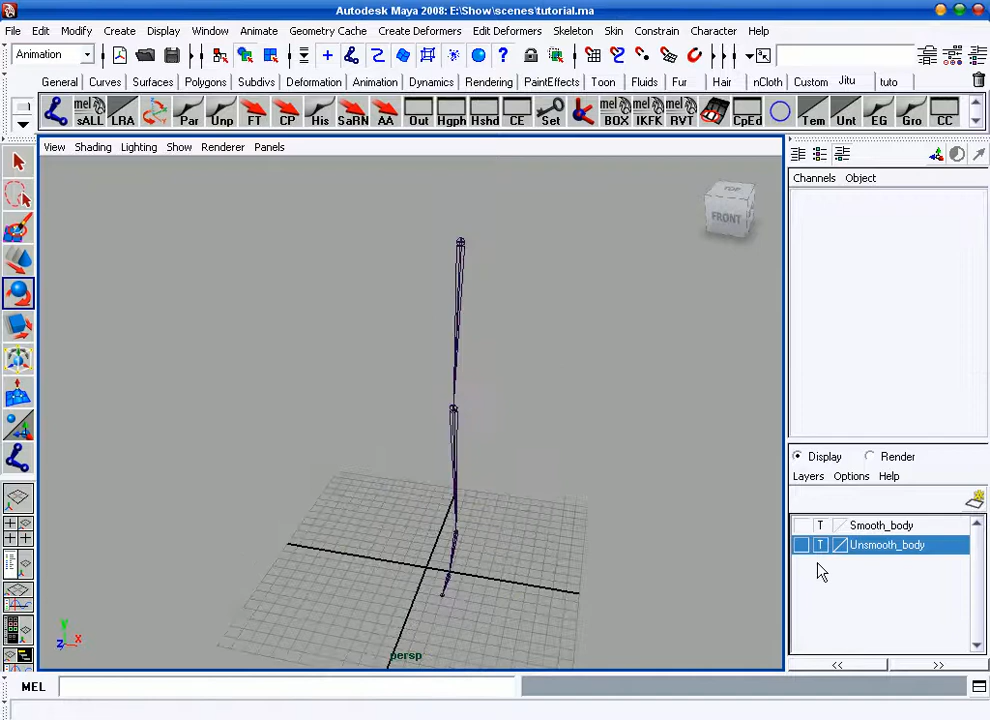 Autodesk Maya 2008: E:\Show\scenes\tutorial.ma
File Edit Modify Create Display Window Animate Geometry Cache Create Deformers Edit Deformers Skeleton Skin Constrain Character Help
Animation
General Curves Surfaces Polygons Subdivs Deformation Animation Dynamics Rendering PaintEffects Toon Fluids Fur Hair nCloth Custom Jitu tuto
mel mel mel mel
sALL LRA Par Unp FT CP His SaRN AA Out Hgph Hshd CE Set BOX IKFK RVT CpEd Tem Unt EG Gro CC
View Shading Lighting Show Renderer Panels
Channels Object
TOP
FRONT
Display Render
Layers Options Help
T Smooth_body
T Unsmooth_body
y
z x
persp
<< >>
MEL